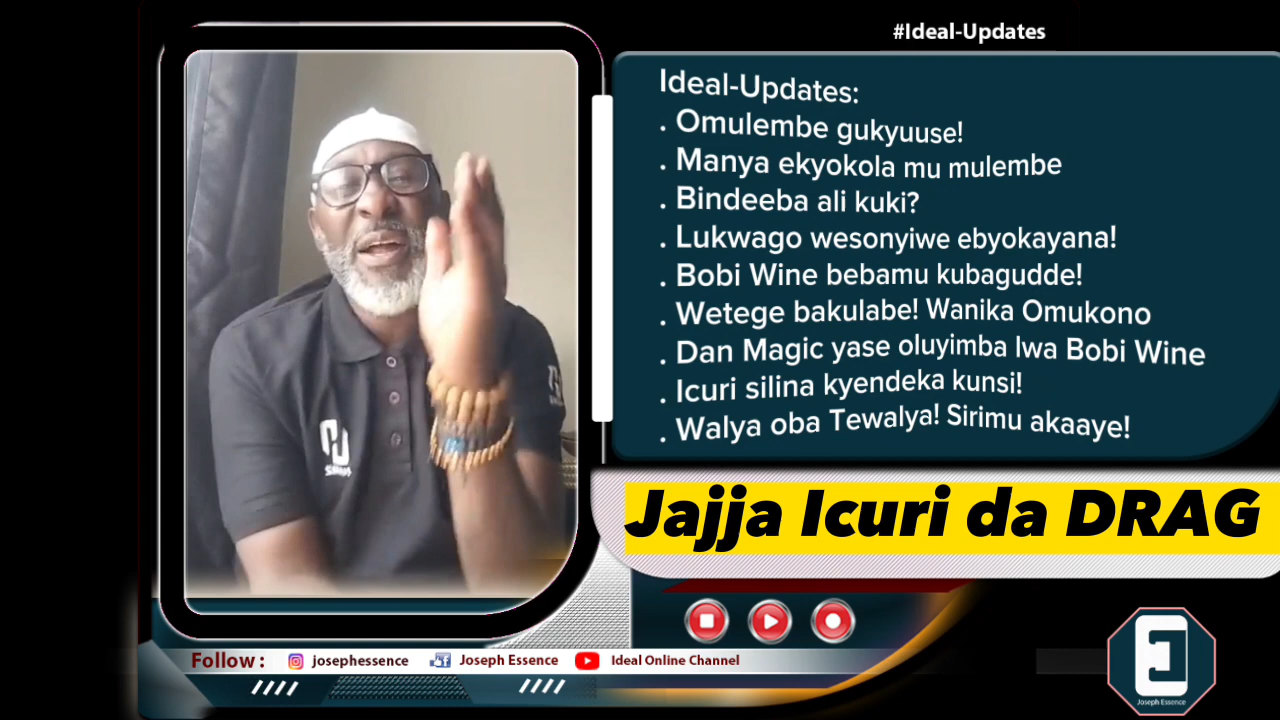 #Ideal-Updates
Ideal-Updates:
. Omulembe gukyuuse!
. Manya ekyokola mu mulembe
. Bindeeba ali kuki?
. Lukwago wesonyiwe ebyokayana!
. Bobi Wine bebamu kubagudde!
. Wetege bakulabe! Wanika Omukono
. Dan Magic yase oluyimba lwa Bobi Wine
. Icuri silina kyendeka kunsi!
. Walya oba Tewalya! Sirimu akaaye!
Jajja Icuri da DRAG
Follow : josephessence Joseph Essence Ideal Online Channel
Joseph Essence